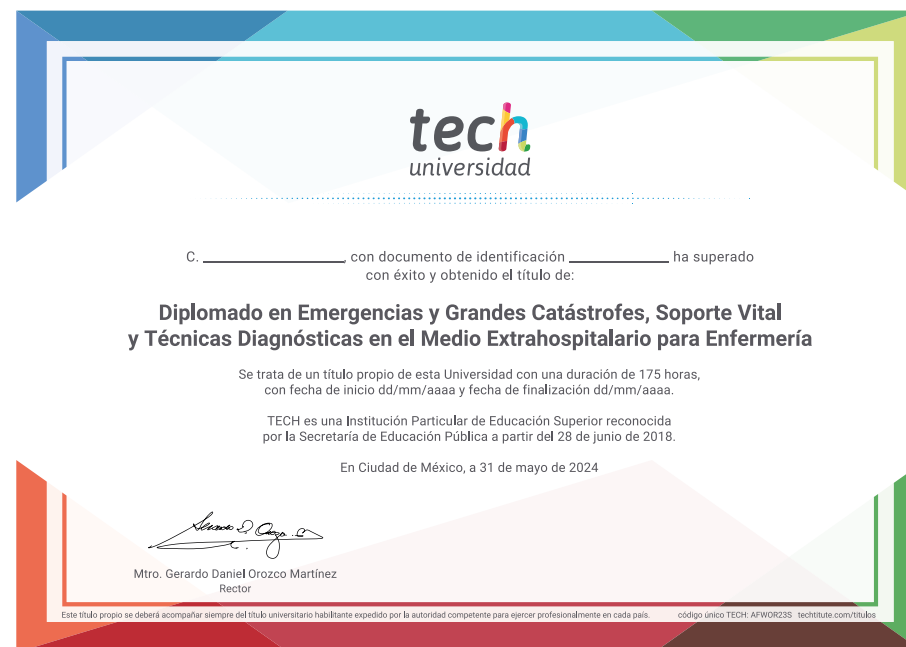 tech
universidad
C. ____________________, con documento de identificación ______________ ha superado
con éxito y obtenido el título de:
Diplomado en Emergencias y Grandes Catástrofes, Soporte Vital
y Técnicas Diagnósticas en el Medio Extrahospitalario para Enfermería
Se trata de un título propio de esta Universidad con una duración de 175 horas,
con fecha de inicio dd/mm/aaaa y fecha de finalización dd/mm/aaaa.
TECH es una Institución Particular de Educación Superior reconocida
por la Secretaría de Educación Pública a partir del 28 de junio de 2018.
En Ciudad de México, a 31 de mayo de 2024
Mtro. Gerardo Daniel Orozco Martínez
Rector
Este título propio se deberá acompañar siempre del título universitario habilitante expedido por la autoridad competente para ejercer profesionalmente en cada país. código único TECH: AFWOR23S techtitute.com/titulos